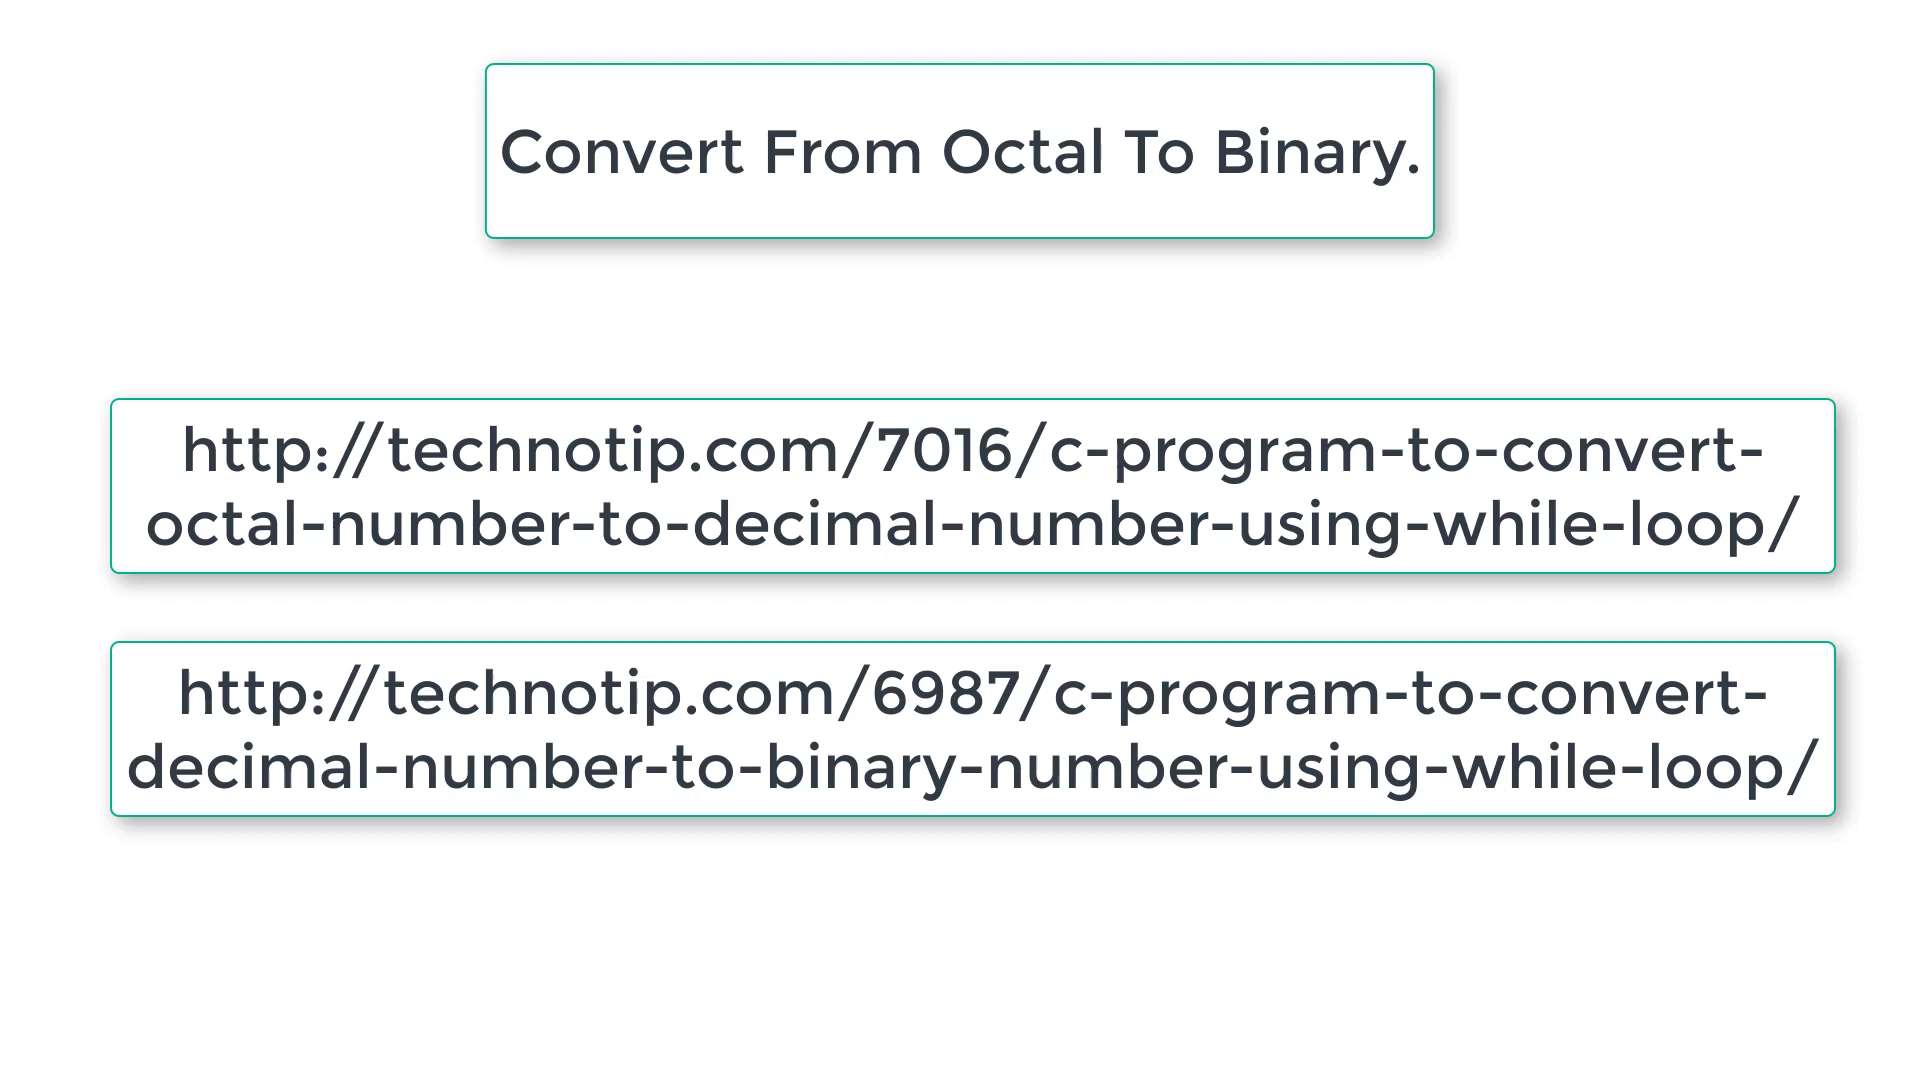 Convert From Octal To Binary.
http://technotip.com/7016/c-program-to-convert-
octal-number-to-decimal-number-using-while-loop/
http://technotip.com/6987/c-program-to-convert-
decimal-number-to-binary-number-using-while-loop/